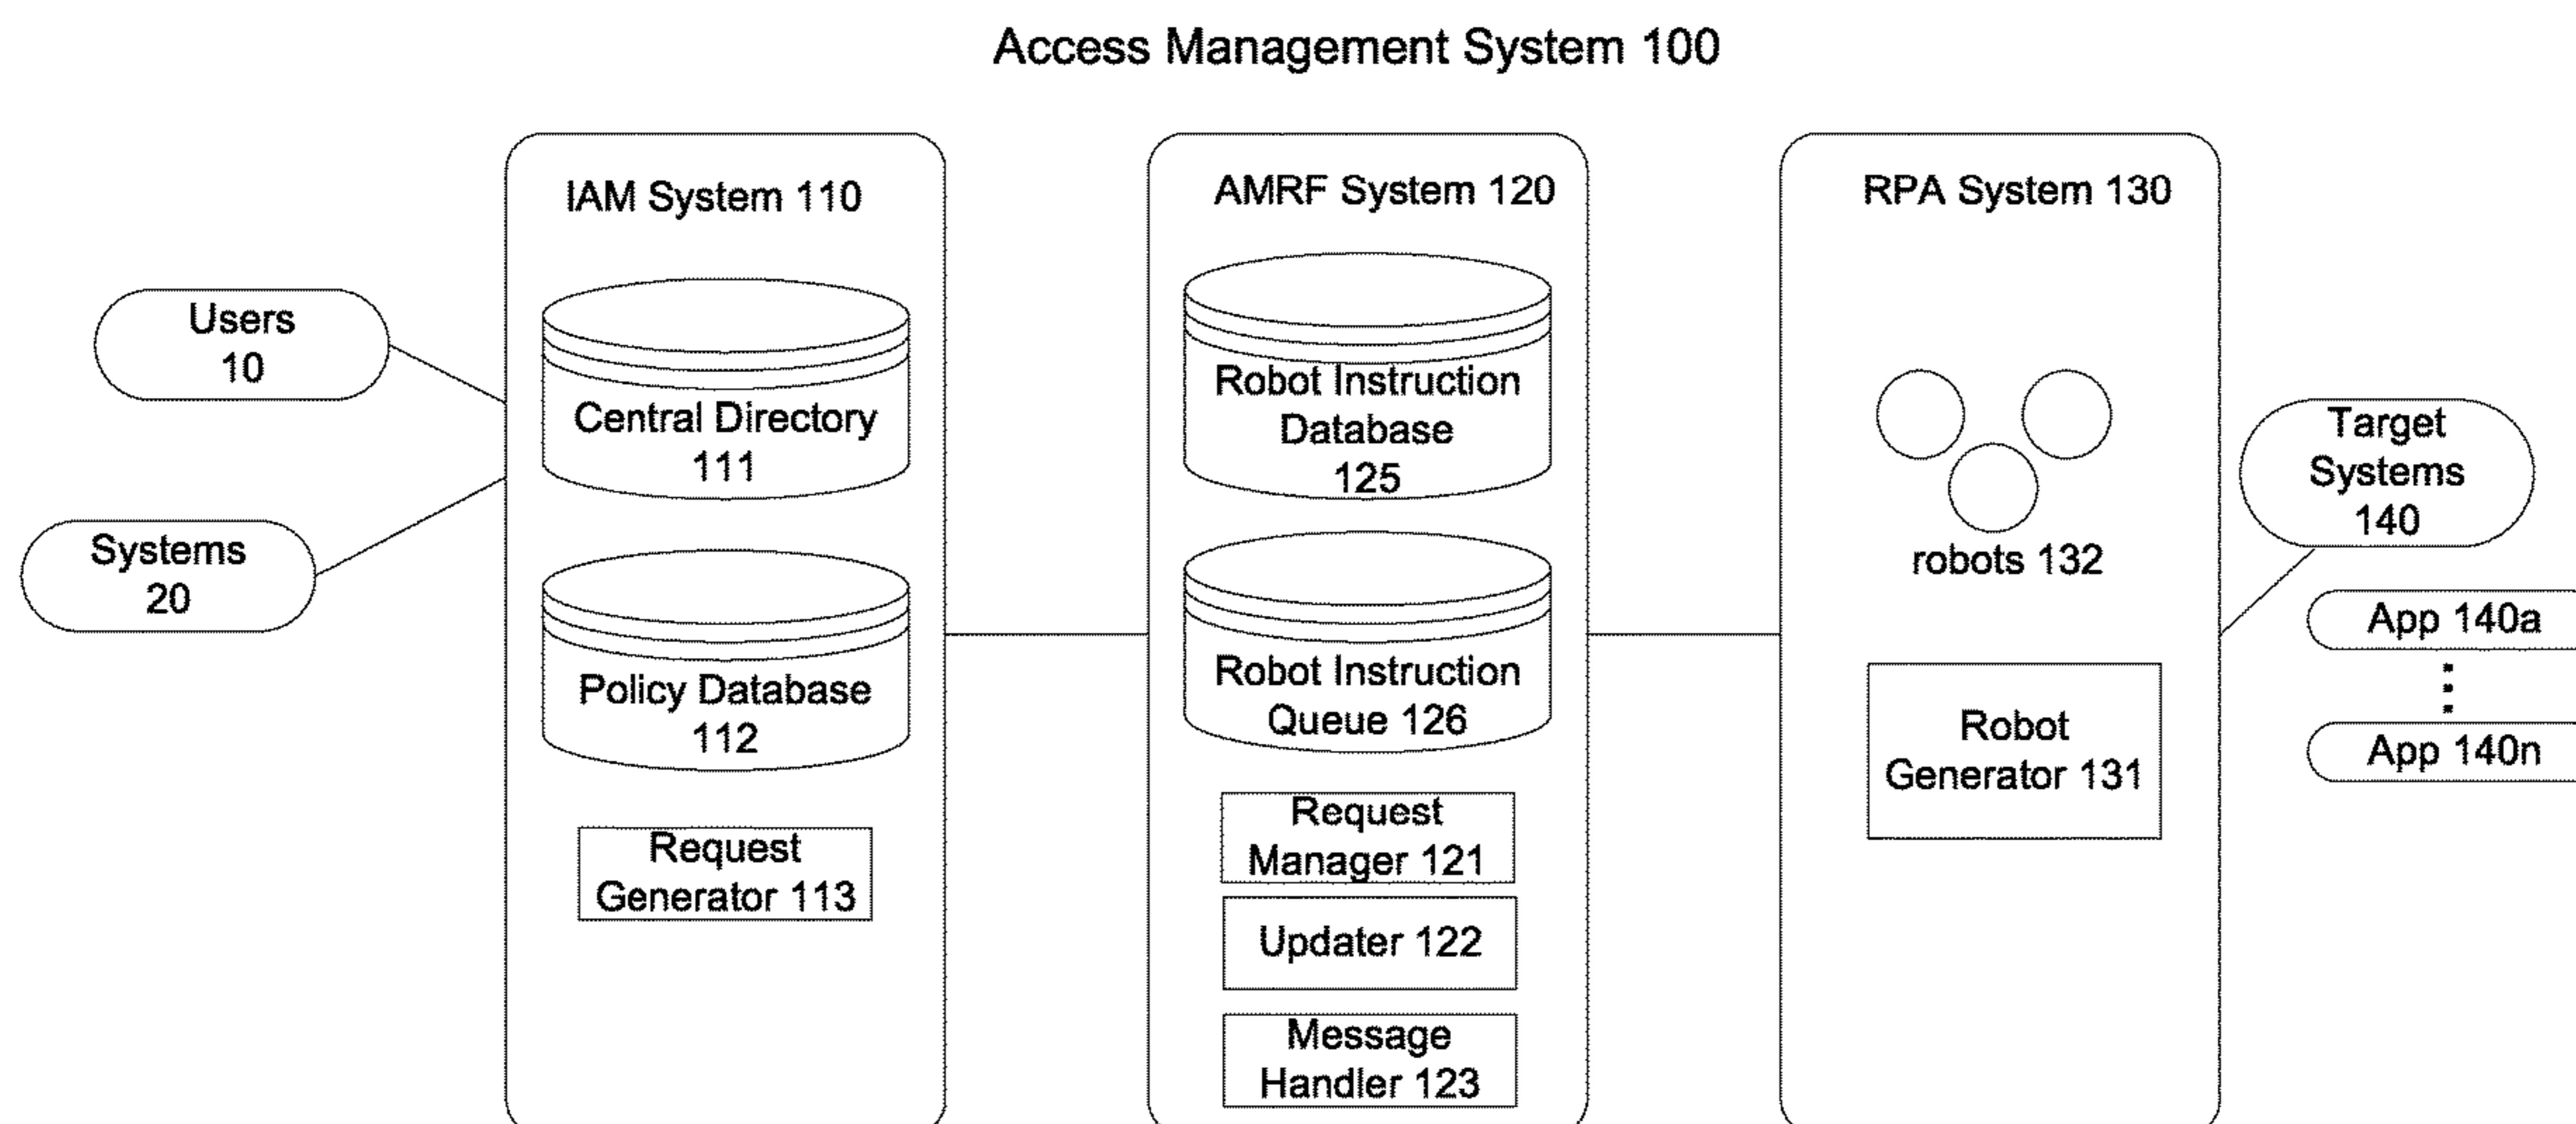 Access Management System 100
Users
10
Systems
20
IAM System 110
Central Directory
111
Policy Database
112
Request
Generator 113
AMRF System 120
Robot Instruction
Database
125
Robot Instruction
Queue 126
Request
Manager 121
Updater 122
Message
Handler 123
RPA System 130
robots 132
Robot
Generator 131
Target
Systems
140
App 140a
App 140n